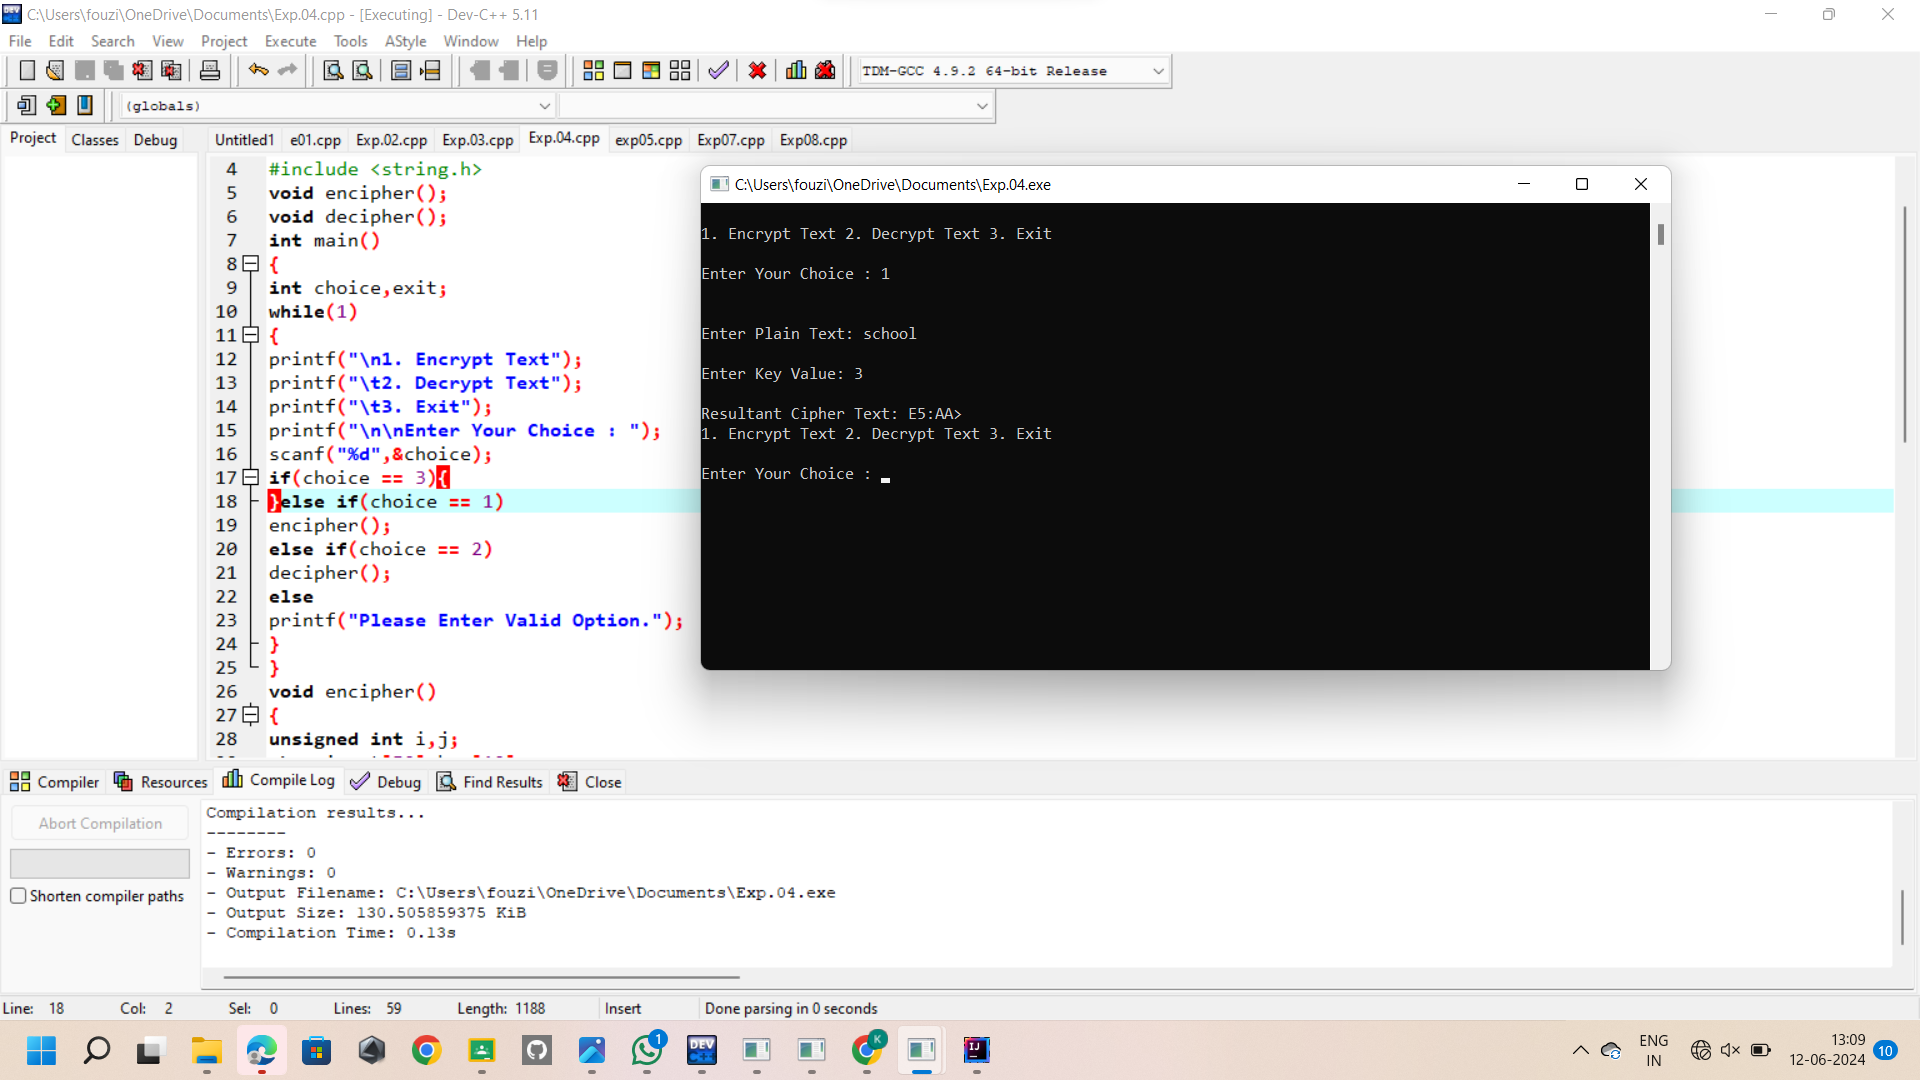 C:\Users\fouzi\OneDrive\Documents\Exp.04.cpp - [Executing] - Dev-C++ 5.11
File Edit Search View Project Execute Tools AStyle Window Help
TDM-GCC 4.9.2 64-bit Release
(globals)
Project Classes Debug
Untitled1 e01.cpp Exp.02.cpp Exp.03.cpp Exp.04.cpp exp05.cpp Exp07.cpp Exp08.cpp
4 #include <string.h>
5 void encipher();
6 void decipher();
7 int main()
8 {
9 int choice,exit;
10 while(1)
11 {
12 printf("\n1. Encrypt Text");
13 printf("\t2. Decrypt Text");
14 printf("\t3. Exit");
15 printf("\n\nEnter Your Choice : ");
16 scanf("%d",&choice);
17 if(choice == 3){
18 }else if(choice == 1)
19 encipher();
20 else if(choice == 2)
21 decipher();
22 else
23 printf("Please Enter Valid Option.");
24 }
25 }
26 void encipher()
27 {
28 unsigned int i,j;
C:\Users\fouzi\OneDrive\Documents\Exp.04.exe
1. Encrypt Text 2. Decrypt Text 3. Exit
Enter Your Choice : 1
Enter Plain Text: school
Enter Key Value: 3
Resultant Cipher Text: E5:AA>
1. Encrypt Text 2. Decrypt Text 3. Exit
Enter Your Choice :
Compiler Resources Compile Log Debug Find Results Close
Abort Compilation
Shorten compiler paths
Compilation results...
--------
- Errors: 0
- Warnings: 0
- Output Filename: C:\Users\fouzi\OneDrive\Documents\Exp.04.exe
- Output Size: 130.505859375 KiB
- Compilation Time: 0.13s
Line: 18 Col: 2 Sel: 0 Lines: 59 Length: 1188 Insert Done parsing in 0 seconds
DEV
1
K
IJ
ENG
IN
13:09
12-06-2024
10